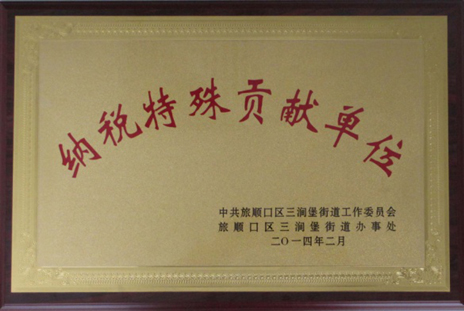 纳税特殊贡献单位
中共旅顺口区三涧堡街道工作委员会
旅顺口区三涧堡街道办事处
二〇一四年二月